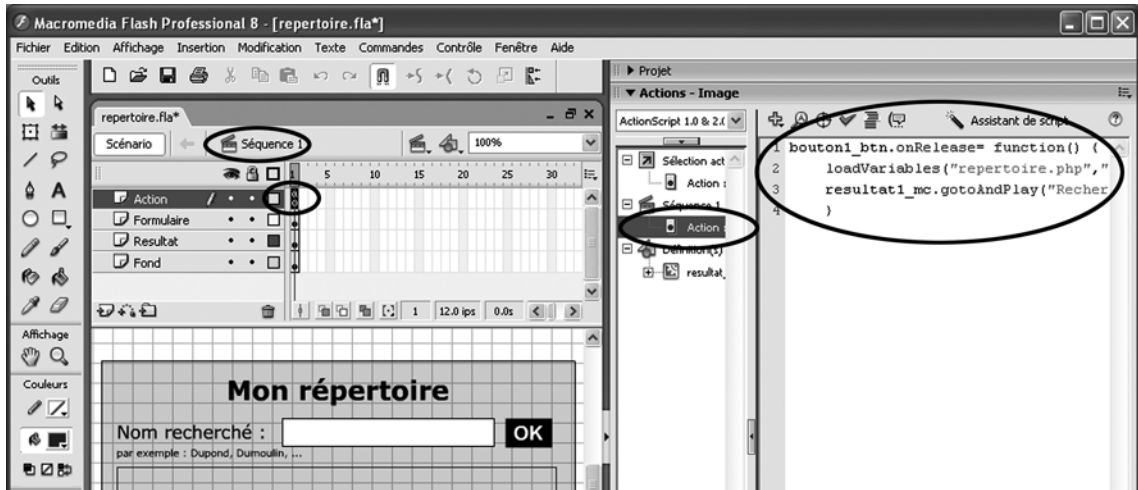 Macromedia Flash Professional 8 - [repertoire.fla*]
Fichier Edition Affichage Insertion Modification Texte Commandes Contrôle Fenêtre Aide
Outils
Affichage
Couleurs
repertoire.fla*
Scénario
Séquence 1
100%
1 5 10 15 20 25 30
Action
Formulaire
Resultat
Fond
1 12.0 ips 0.0s
Mon répertoire
Nom recherché :
OK
par exemple : Dupond, Dumoulin, ...
Projet
Actions - Image
ActionScript 1.0 & 2.(
Assistant de script
Sélection act
Action :
Séquence 1
Action :
Définition(s)
resultat_
1 bouton1_btn.onRelease= function() {
2 loadVariables("repertoire.php","
3 resultat1_mc.gotoAndPlay("Recher
4 }